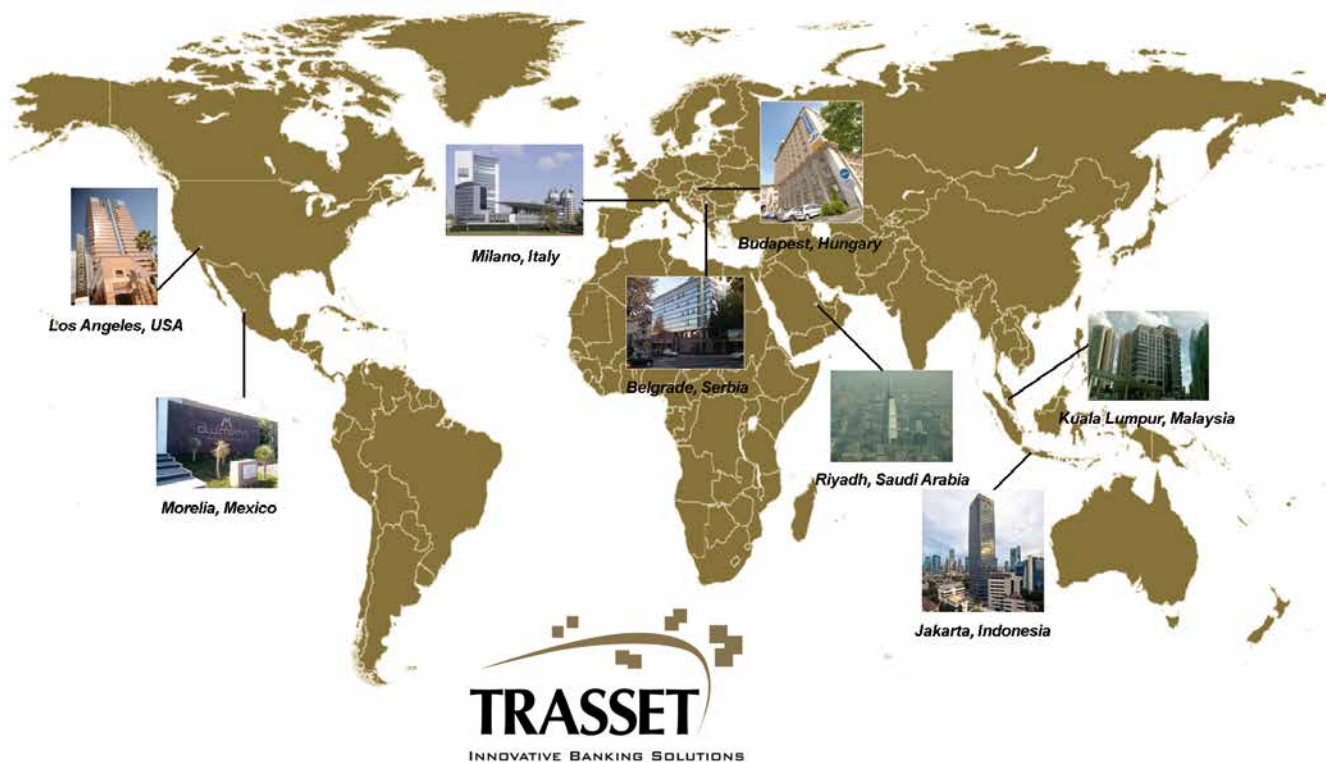 Milano, Italy
Budapest, Hungary
Los Angeles, USA
Belgrade, Serbia
Kuala Lumpur, Malaysia
Riyadh, Saudi Arabia
Morelia, Mexico
Jakarta, Indonesia
TRASSET
INNOVATIVE BANKING SOLUTIONS